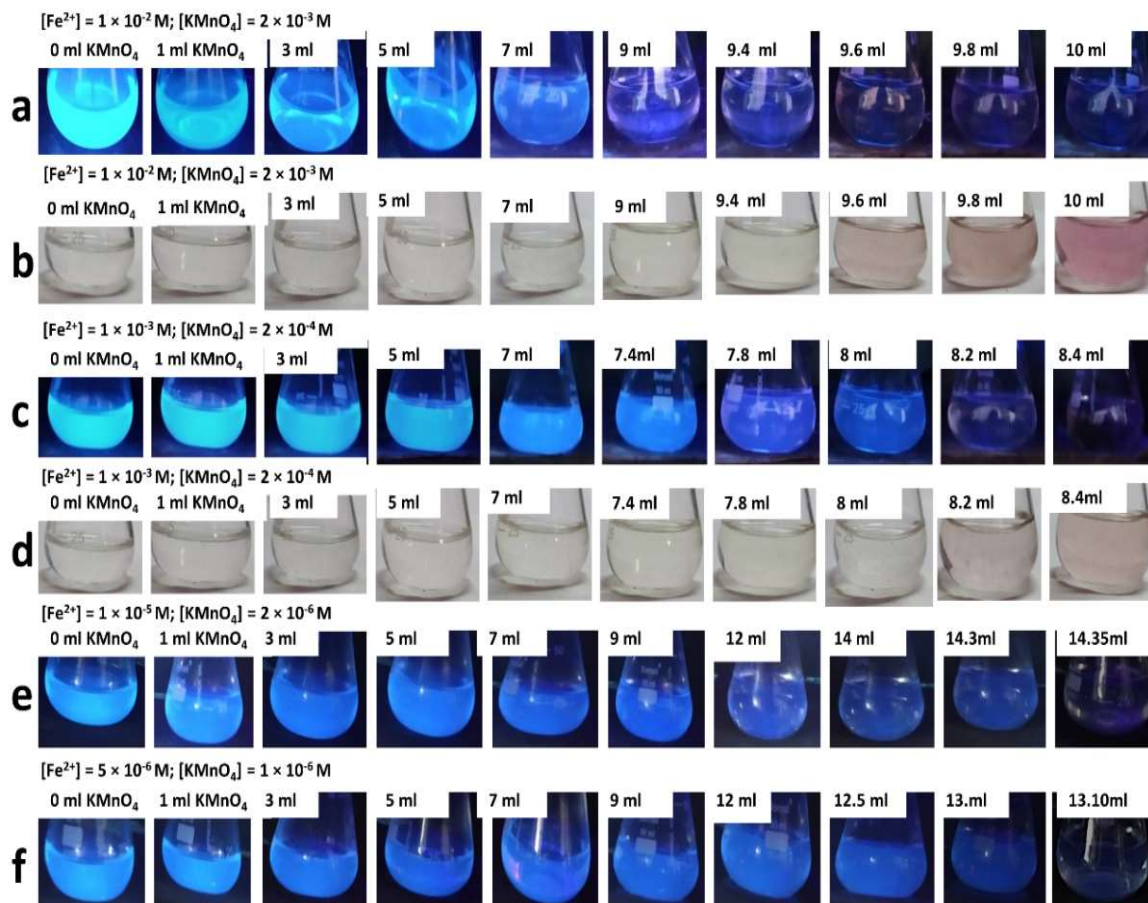 [Fe²⁺] = 1 × 10⁻² M; [KMnO₄] = 2 × 10⁻³ M
0 ml KMnO₄ 1 ml KMnO₄ 3 ml 5 ml 7 ml 9 ml 9.4 ml 9.6 ml 9.8 ml 10 ml
a
[Fe²⁺] = 1 × 10⁻² M; [KMnO₄] = 2 × 10⁻³ M
0 ml KMnO₄ 1 ml KMnO₄ 3 ml 5 ml 7 ml 9 ml 9.4 ml 9.6 ml 9.8 ml 10 ml
b
[Fe²⁺] = 1 × 10⁻³ M; [KMnO₄] = 2 × 10⁻⁴ M
0 ml KMnO₄ 1 ml KMnO₄ 3 ml 5 ml 7 ml 7.4ml 7.8 ml 8 ml 8.2 ml 8.4 ml
c
[Fe²⁺] = 1 × 10⁻³ M; [KMnO₄] = 2 × 10⁻⁴ M
0 ml KMnO₄ 1 ml KMnO₄ 3 ml 5 ml 7 ml 7.4 ml 7.8 ml 8 ml 8.2 ml 8.4ml
d
[Fe²⁺] = 1 × 10⁻⁵ M; [KMnO₄] = 2 × 10⁻⁶ M
0 ml KMnO₄ 1 ml KMnO₄ 3 ml 5 ml 7 ml 9 ml 12 ml 14 ml 14.3ml 14.35ml
e
[Fe²⁺] = 5 × 10⁻⁶ M; [KMnO₄] = 1 × 10⁻⁶ M
0 ml KMnO₄ 1 ml KMnO₄ 3 ml 5 ml 7 ml 9 ml 12 ml 12.5 ml 13.ml 13.10ml
f